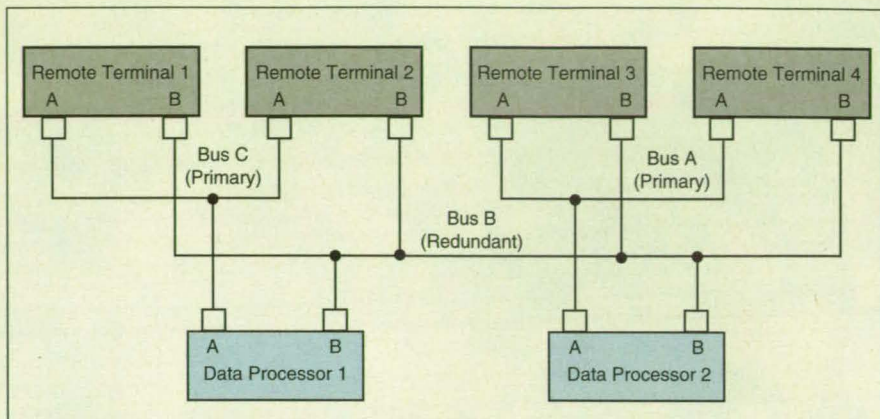 Remote Terminal 1
A B
Remote Terminal 2
A B
Remote Terminal 3
A B
Remote Terminal 4
A B
Bus C
(Primary)
Bus A
(Primary)
Bus B
(Redundant)
A B
Data Processor 1
A B
Data Processor 2